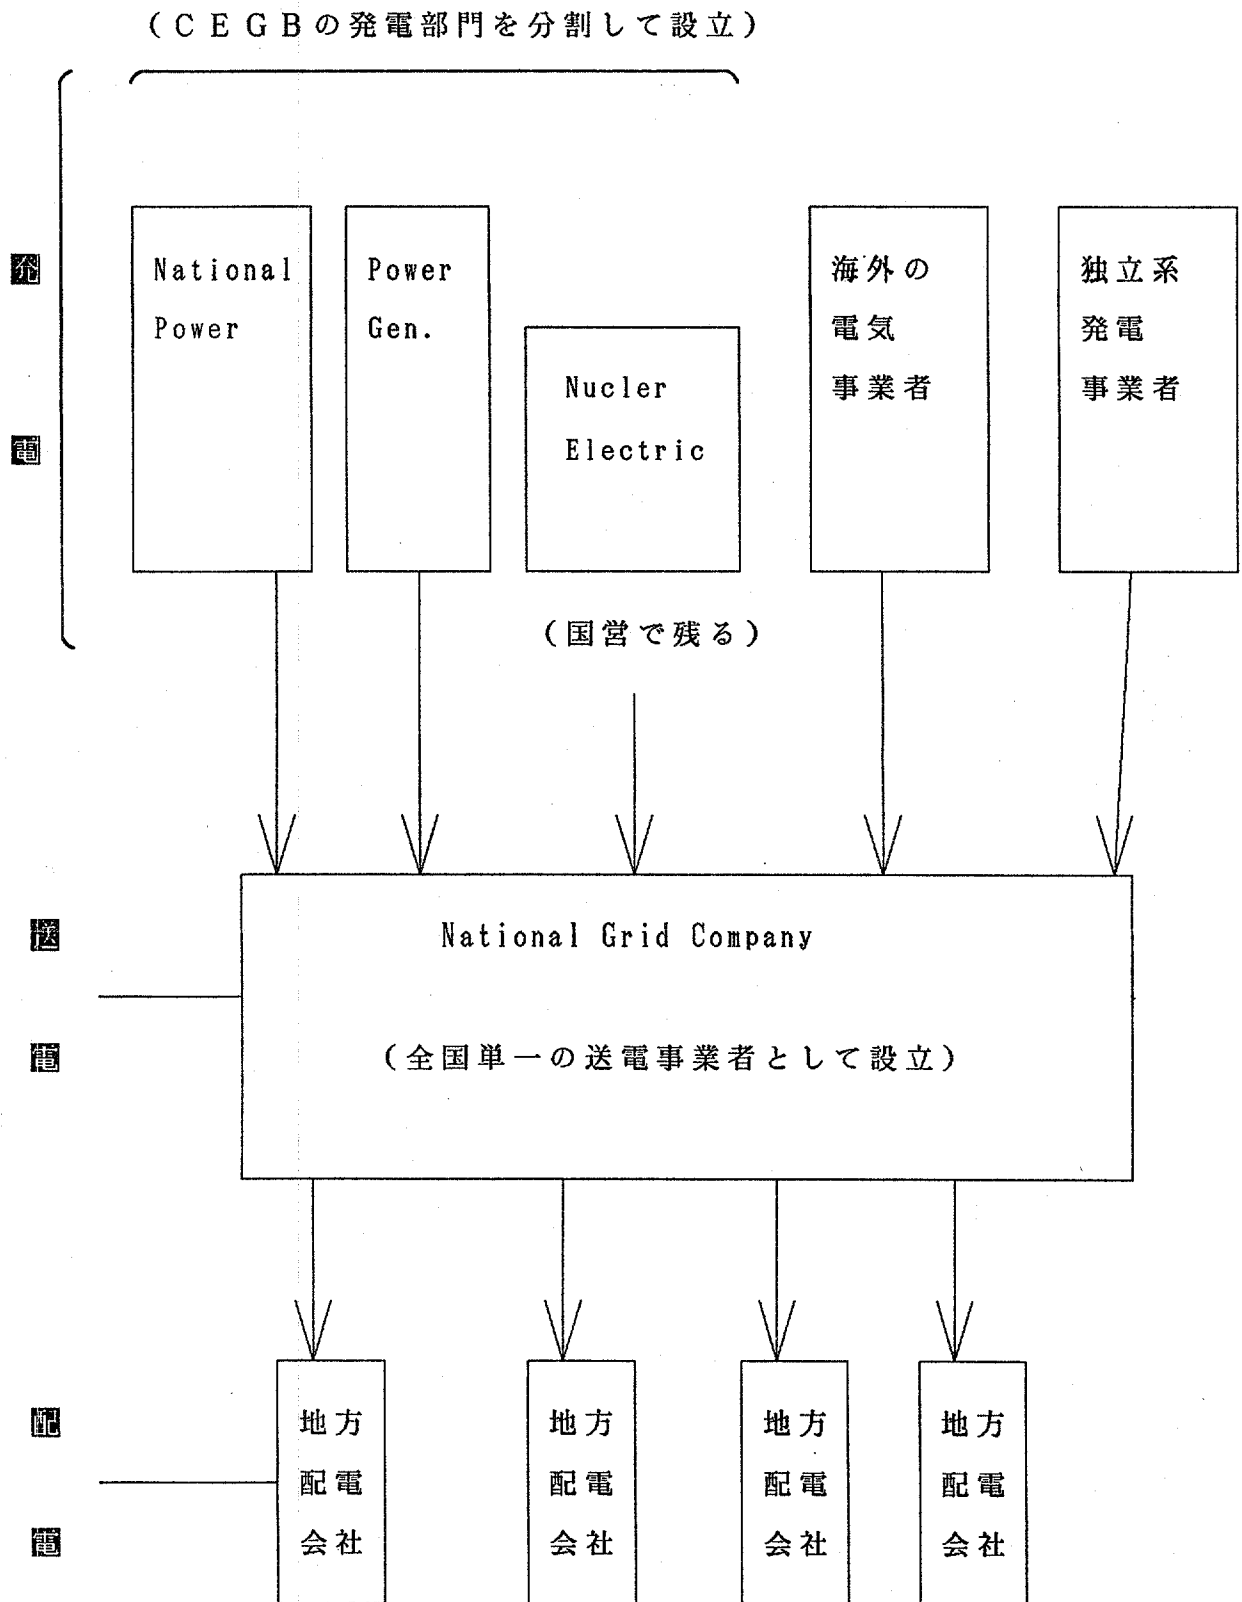 (CEGBの発電部門を分割して設立)
発
電
National
Power
Power
Gen.
Nucler
Electric
海外の
電気
事業者
独立系
発電
事業者
(国営で残る)
送
電
National Grid Company
(全国単一の送電事業者として設立)
配
電
地方
配電
会社
地方
配電
会社
地方
配電
会社
地方
配電
会社